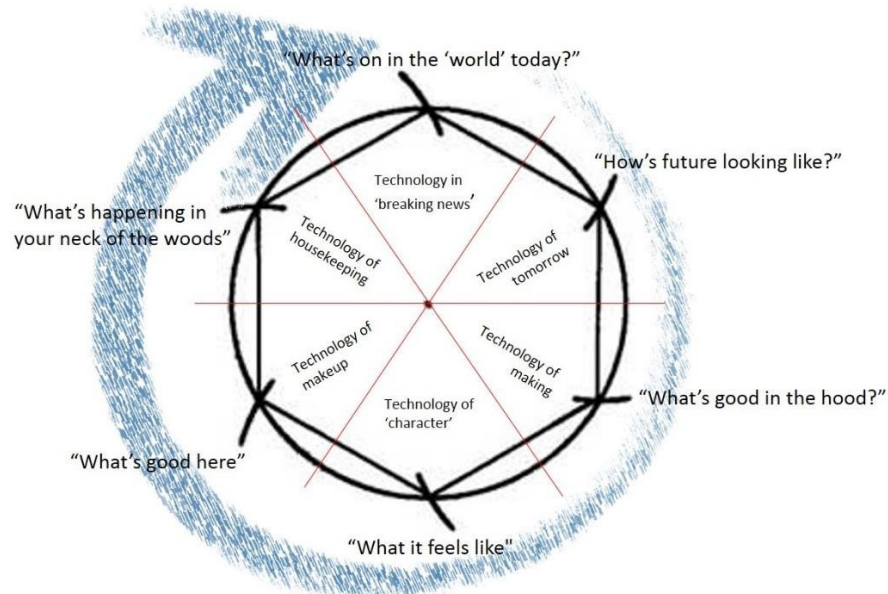 “What’s on in the ‘world’ today?”
“How’s future looking like?”
“What’s good in the hood?”
“What it feels like"
“What’s good here”
“What’s happening in
your neck of the woods”
Technology in
‘breaking news’
Technology of
tomorrow
Technology of
making
Technology of
‘character’
Technology of
makeup
Technology of
housekeeping